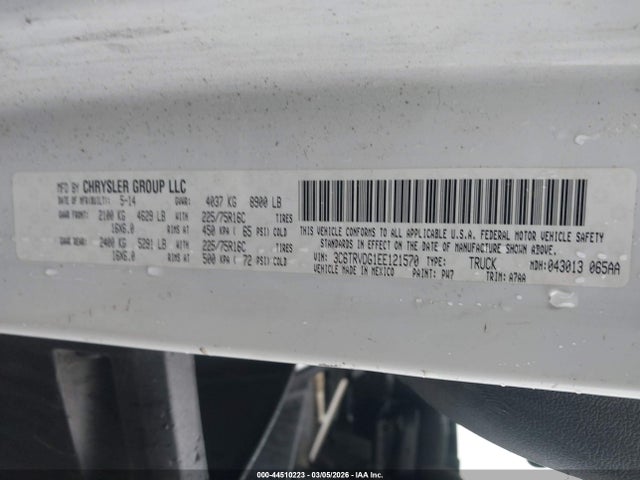 MFD BY CHRYSLER GROUP LLC
DATE OF MFR(BUILT): 5-14 GVWR: 4037 KG 8900 LB
GAWR FRONT: 2100 KG 4629 LB WITH 225/75R16C TIRES
16X6.0 RIMS AT 450 KPA ( 65 PSI) COLD
GAWR REAR: 2400 KG 5291 LB WITH 225/75R16C TIRES
16X6.0 RIMS AT 500 KPA ( 72 PSI) COLD
THIS VEHICLE CONFORMS TO ALL APPLICABLE U.S.A. FEDERAL MOTOR VEHICLE SAFETY
STANDARDS IN EFFECT ON THE DATE OF MANUFACTURE SHOWN ABOVE.
VIN: 3C6TRVDG1EE121570 TYPE: TRUCK MDH: 043013 065AA
VEHICLE MADE IN MEXICO PAINT: PW7 TRIM: A7AA
000-44510223 - 03/05/2026 - IAA Inc.